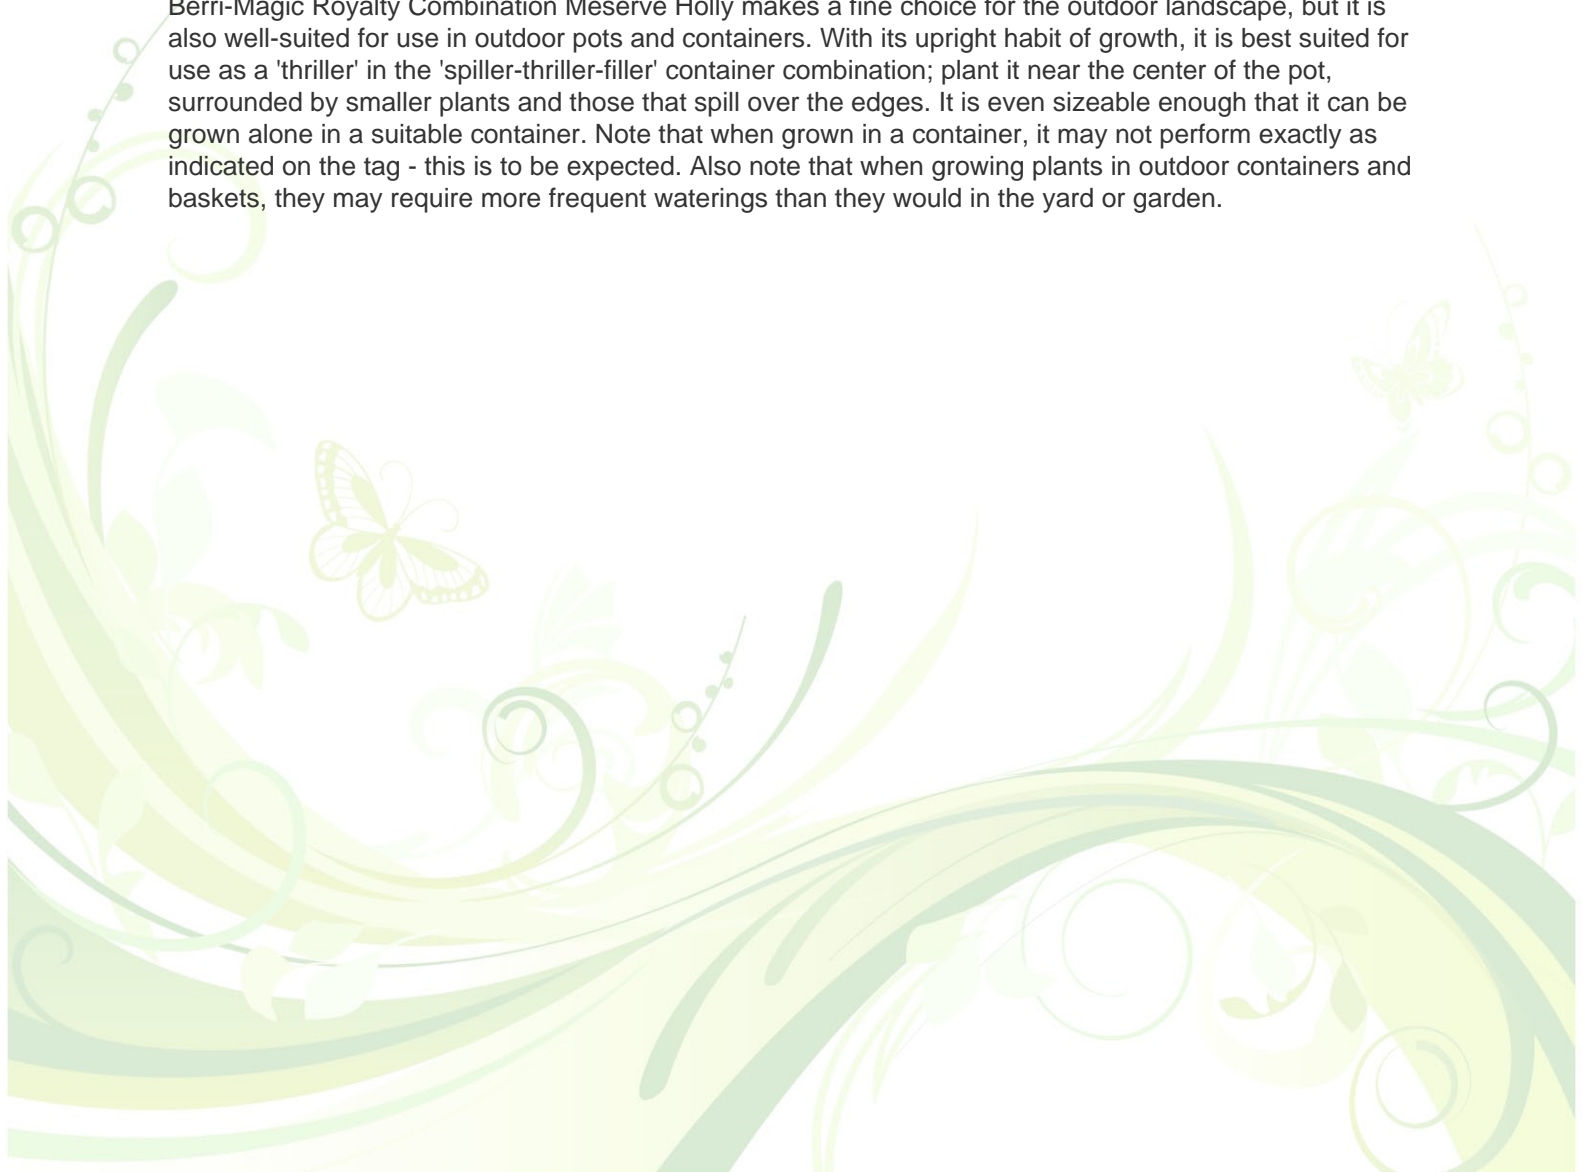 Berri-Magic Royalty Combination Meserve Holly makes a fine choice for the outdoor landscape, but it is
also well-suited for use in outdoor pots and containers. With its upright habit of growth, it is best suited for
use as a 'thriller' in the 'spiller-thriller-filler' container combination; plant it near the center of the pot,
surrounded by smaller plants and those that spill over the edges. It is even sizeable enough that it can be
grown alone in a suitable container. Note that when grown in a container, it may not perform exactly as
indicated on the tag - this is to be expected. Also note that when growing plants in outdoor containers and
baskets, they may require more frequent waterings than they would in the yard or garden.